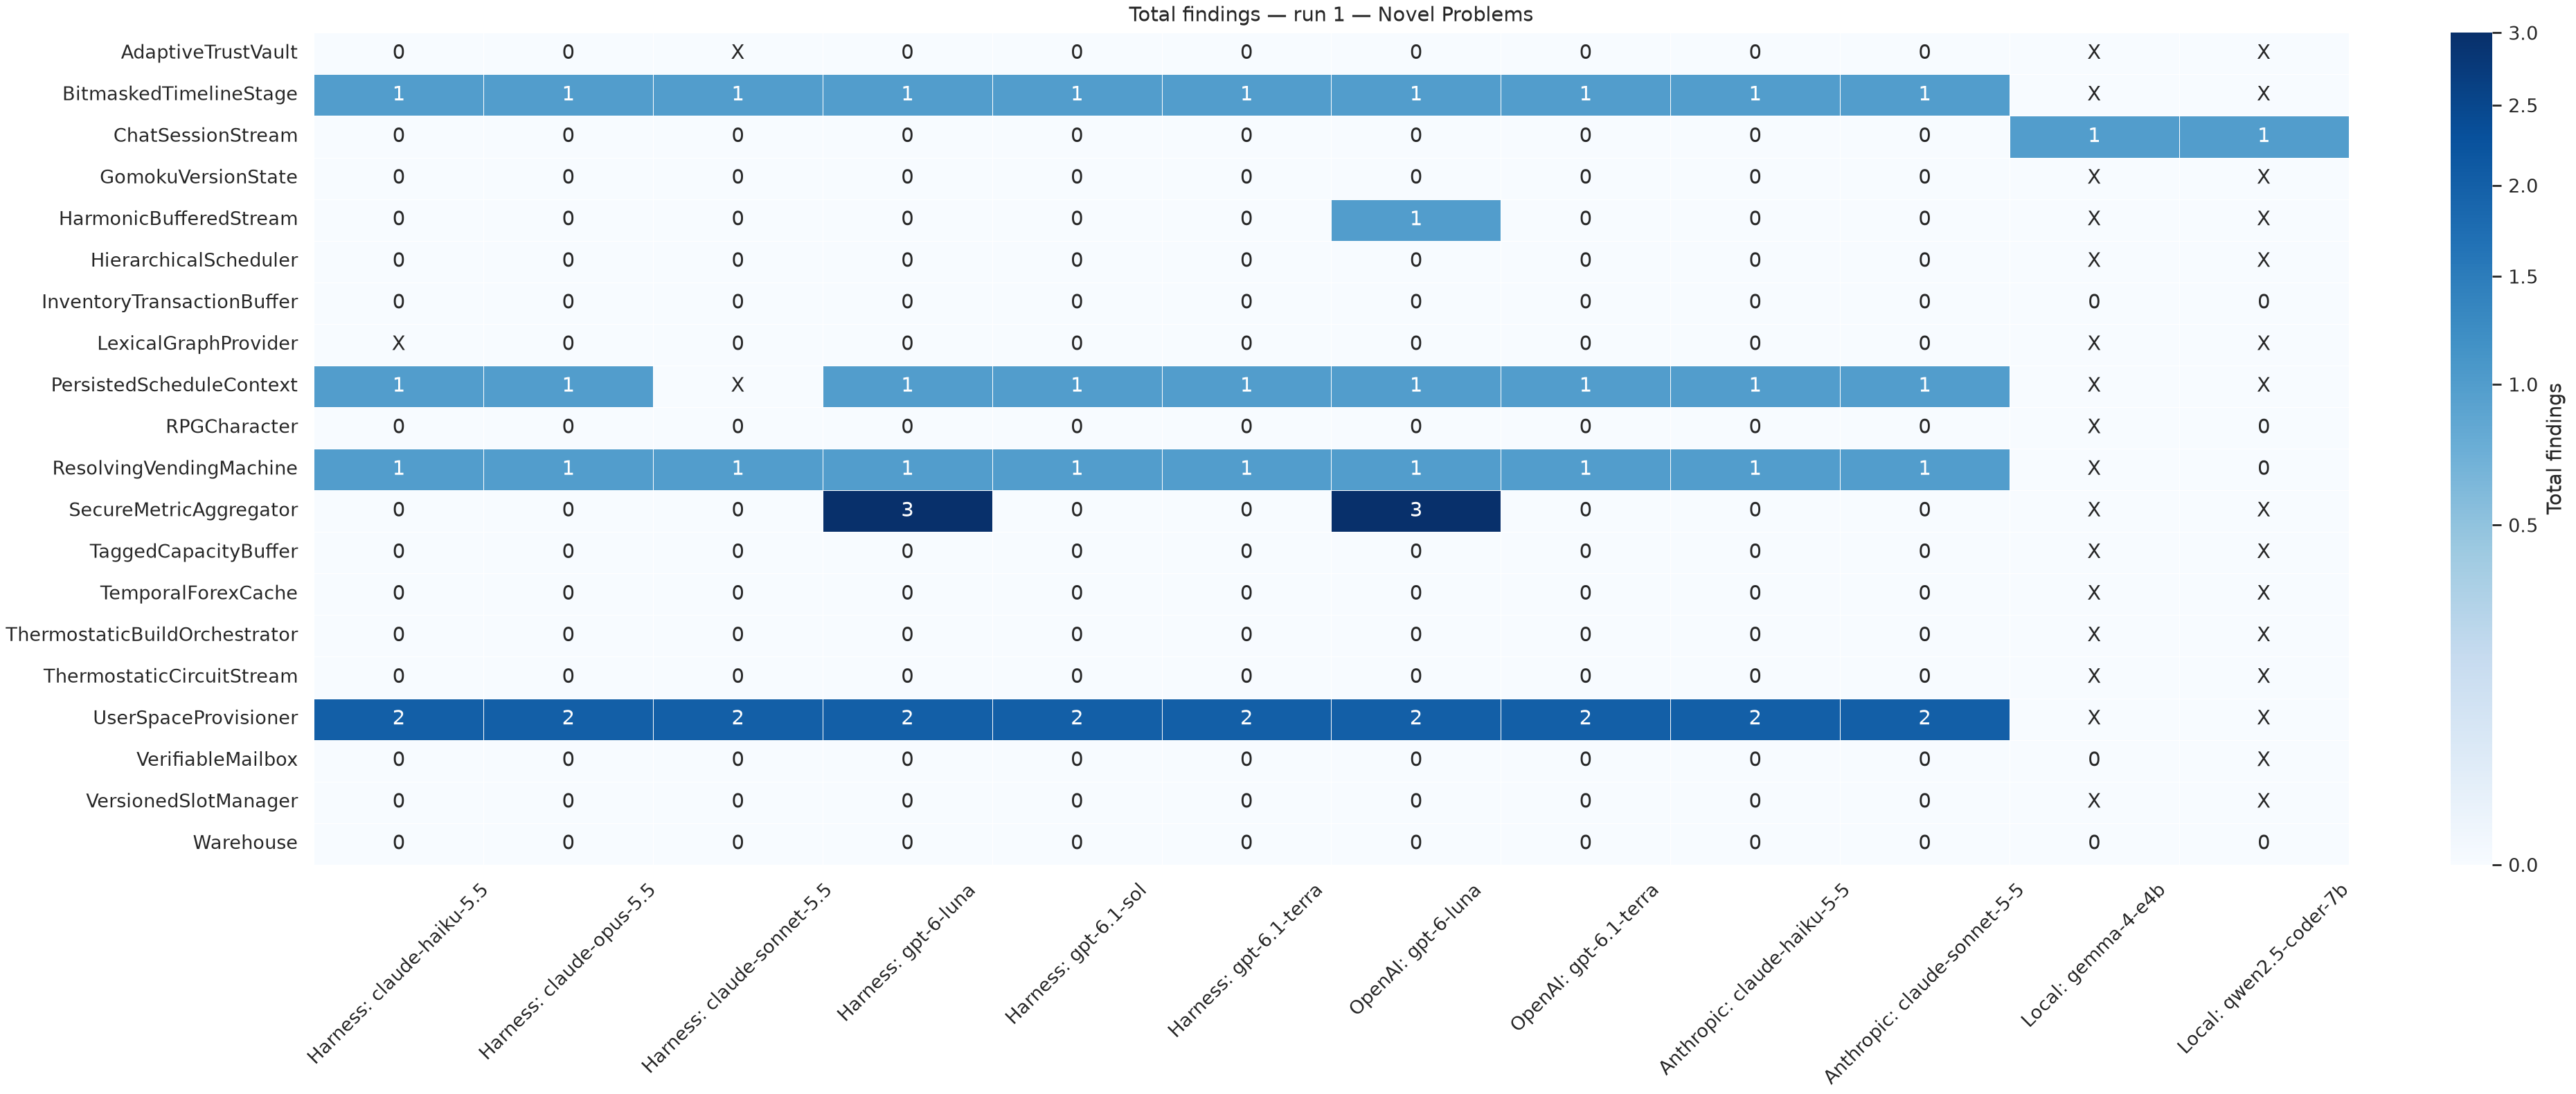 Total findings — run 1 — Novel Problems
AdaptiveTrustVault 0 0 X 0 0 0 0 0 0 0 X X
BitmaskedTimelineStage 1 1 1 1 1 1 1 1 1 1 X X
ChatSessionStream 0 0 0 0 0 0 0 0 0 0 1 1
GomokuVersionState 0 0 0 0 0 0 0 0 0 0 X X
HarmonicBufferedStream 0 0 0 0 0 0 1 0 0 0 X X
HierarchicalScheduler 0 0 0 0 0 0 0 0 0 0 X X
InventoryTransactionBuffer 0 0 0 0 0 0 0 0 0 0 0 0
LexicalGraphProvider X 0 0 0 0 0 0 0 0 0 X X
PersistedScheduleContext 1 1 X 1 1 1 1 1 1 1 X X
RPGCharacter 0 0 0 0 0 0 0 0 0 0 X 0
ResolvingVendingMachine 1 1 1 1 1 1 1 1 1 1 X 0
SecureMetricAggregator 0 0 0 3 0 0 3 0 0 0 X X
TaggedCapacityBuffer 0 0 0 0 0 0 0 0 0 0 X X
TemporalForexCache 0 0 0 0 0 0 0 0 0 0 X X
ThermostaticBuildOrchestrator 0 0 0 0 0 0 0 0 0 0 X X
ThermostaticCircuitStream 0 0 0 0 0 0 0 0 0 0 X X
UserSpaceProvisioner 2 2 2 2 2 2 2 2 2 2 X X
VerifiableMailbox 0 0 0 0 0 0 0 0 0 0 0 X
VersionedSlotManager 0 0 0 0 0 0 0 0 0 0 X X
Warehouse 0 0 0 0 0 0 0 0 0 0 0 0
Harness: claude-haiku-5.5
Harness: claude-opus-5.5
Harness: claude-sonnet-5.5
Harness: gpt-6-luna
Harness: gpt-6.1-sol
Harness: gpt-6.1-terra
OpenAI: gpt-6-luna
OpenAI: gpt-6.1-terra
Anthropic: claude-haiku-5-5
Anthropic: claude-sonnet-5-5
Local: gemma-4-e4b
Local: qwen2.5-coder-7b
3.0
2.5
2.0
1.5
1.0
0.5
0.0
Total findings